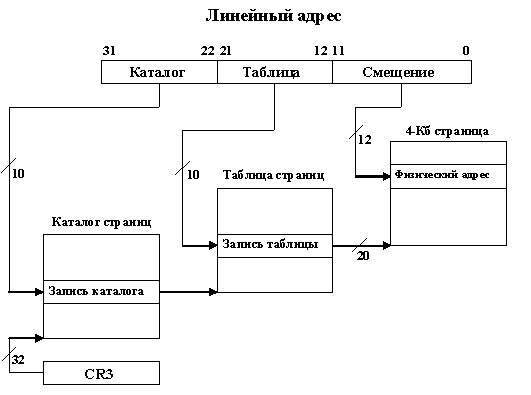 Линейный адрес
31 22 21 12 11 0
Каталог Таблица Смещение
12
4-Кб страница
10
10
Таблица страниц
Физический адрес
Каталог страниц
Запись таблицы
20
Запись каталога
32
CR3